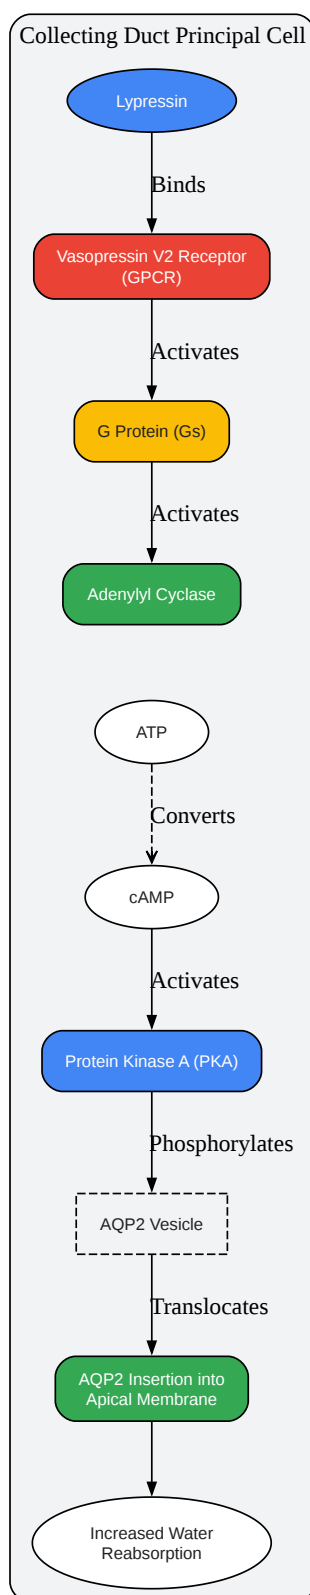 Collecting Duct Principal Cell
Lypressin
Binds
Vasopressin V2 Receptor
(GPCR)
Activates
G Protein (Gs)
Activates
Adenylyl Cyclase
ATP
Converts
cAMP
Activates
Protein Kinase A (PKA)
Phosphorylates
AQP2 Vesicle
Translocates
AQP2 Insertion into
Apical Membrane
Increased Water
Reabsorption